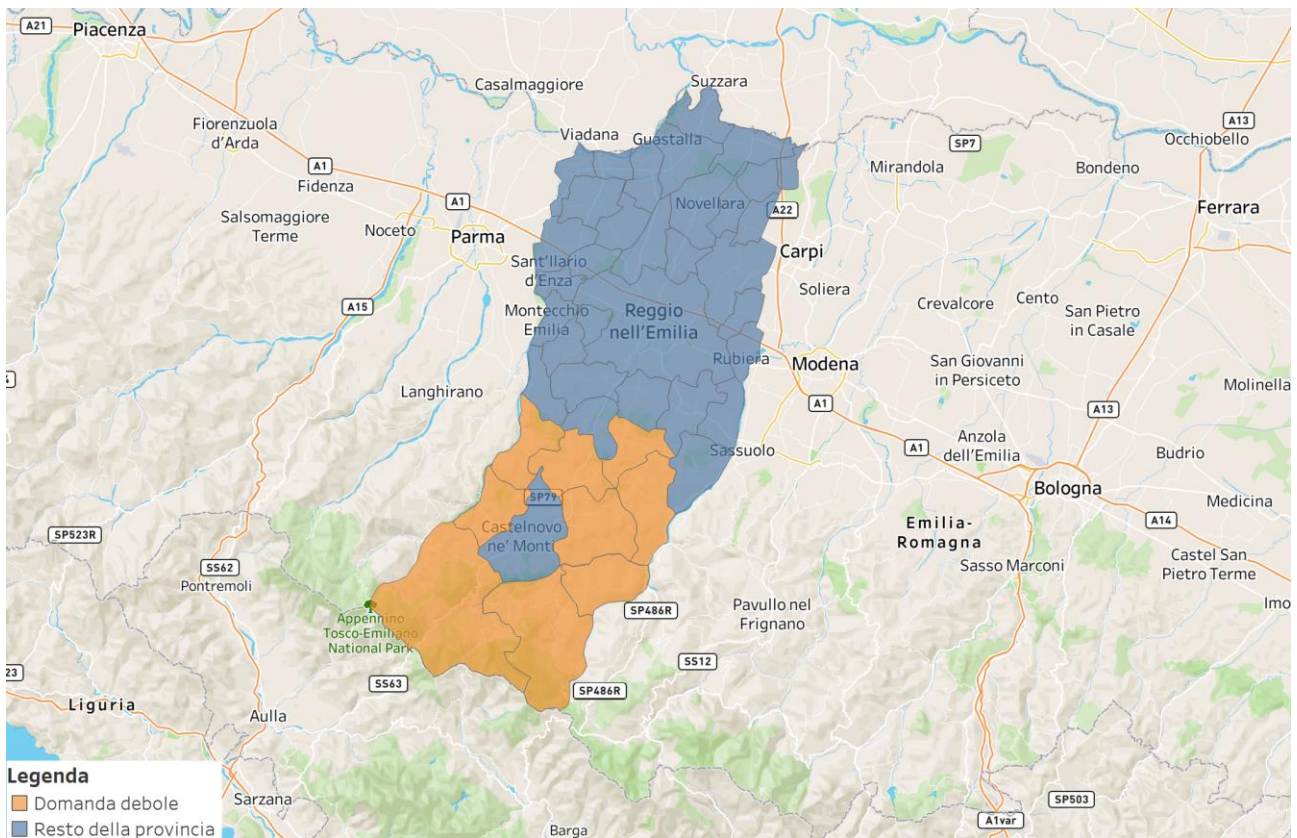 A21
Piacenza
Suzzara
Casalmaggiore
A13
Fiorenzuola
d'Arda
Viadana
Guastalla
Occhiobello
SP7
A1
Mirandola
Bondeno
Fidenza
A1
Novellara
Ferrara
Salsomaggiore
Terme
Noceto
Parma
A22
Carpi
Sant'Ilario
d'Enza
Soliera
Cento
A15
Montecchio
Emilia
Reggio
nell'Emilia
Crevalcore
San Pietro
in Casale
Rubiera
Modena
San Giovanni
in Persiceto
Langhirano
Molinella
A1
A13
Sassuolo
A1
Anzola
dell'Emilia
Budrio
Bologna
SP79
Medicina
Castelnovo
ne' Monti
Emilia-
Romagna
A14
SP523R
Castel San
Pietro Terme
SS62
Sasso Marconi
Pontremoli
Imo
Appennino
Tosco-Emiliano
National Park
SP486R
Pavullo nel
Frignano
SS12
23
SS63
SP486R
Liguria
Aulla
Legenda
Domanda debole
Resto della provincia
Sarzana
Barga
SP503
A1var